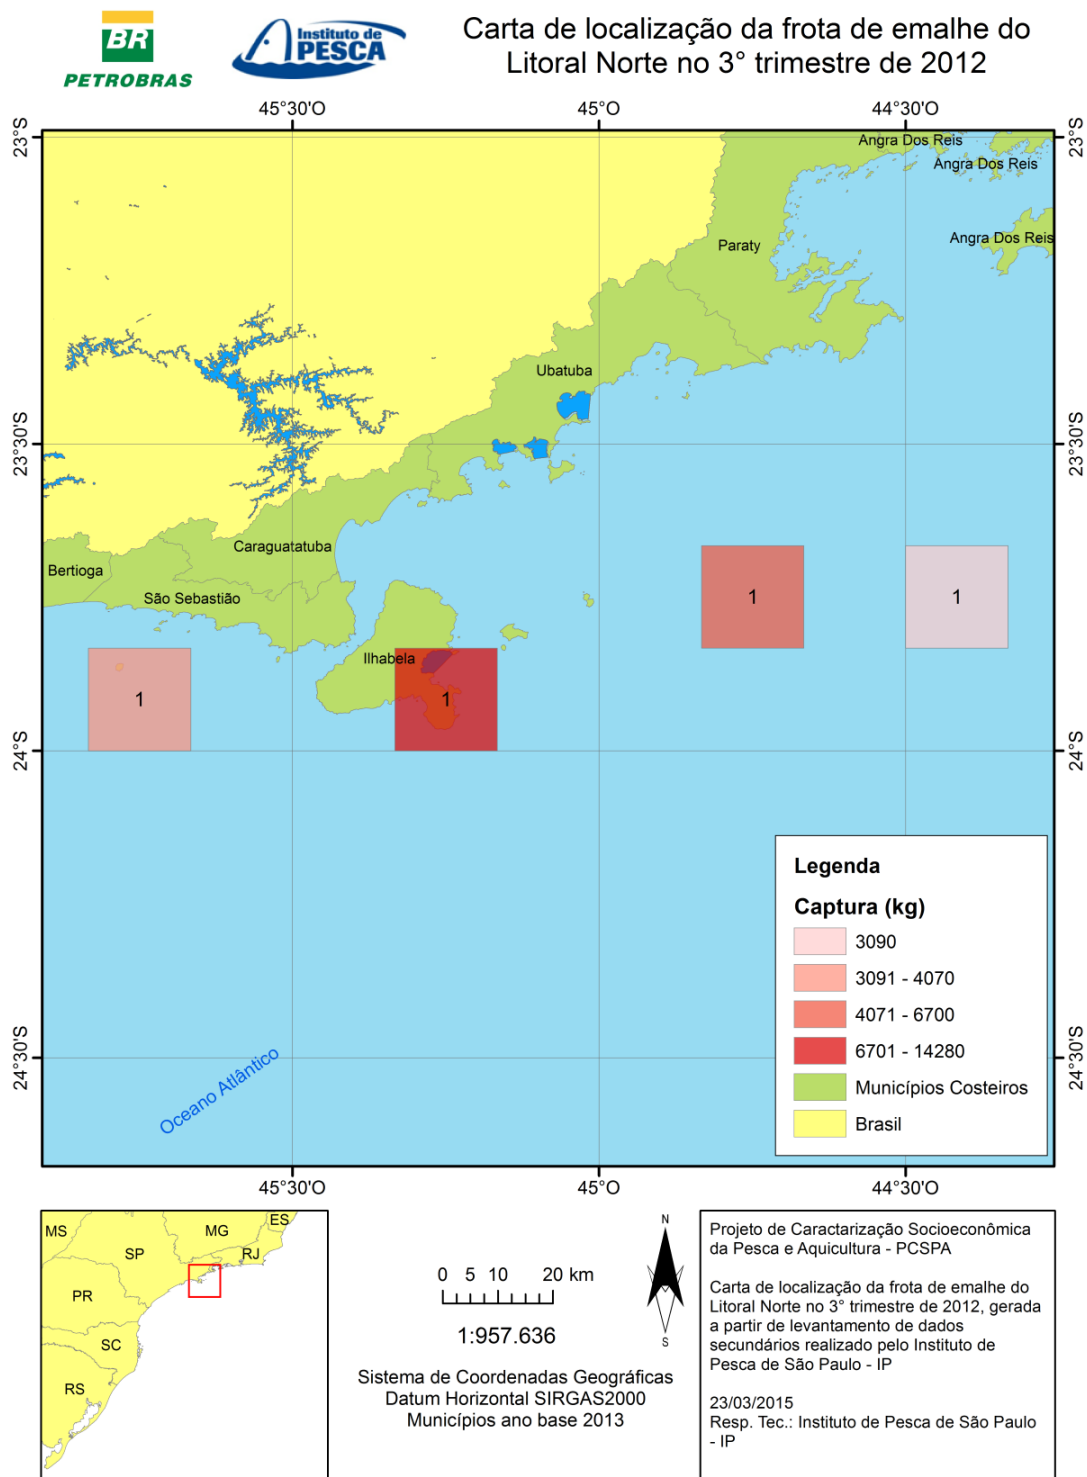 BR
PETROBRAS
Instituto de
PESCA
Carta de localização da frota de emalhe do
Litoral Norte no 3° trimestre de 2012
45°30'O
45°O
44°30'O
23°S
23°S
Angra Dos Reis
Angra Dos Reis
Angra Dos Reis
Paraty
Ubatuba
23°30'S
23°30'S
Caraguatatuba
Bertioga
São Sebastião
1
1
Ilhabela
1
1
24°S
24°S
Legenda
Captura (kg)
3090
3091 - 4070
4071 - 6700
6701 - 14280
Municípios Costeiros
Brasil
24°30'S
24°30'S
Oceano Atlântico
45°30'O
45°O
44°30'O
MS
MG
ES
SP
RJ
PR
SC
RS
0 5 10 20 km
1:957.636
Sistema de Coordenadas Geográficas
Datum Horizontal SIRGAS2000
Municípios ano base 2013
N
S
Projeto de Caractarização Socioeconômica
da Pesca e Aquicultura - PCSPA
Carta de localização da frota de emalhe do
Litoral Norte no 3° trimestre de 2012, gerada
a partir de levantamento de dados
secundários realizado pelo Instituto de
Pesca de São Paulo - IP
23/03/2015
Resp. Tec.: Instituto de Pesca de São Paulo
- IP